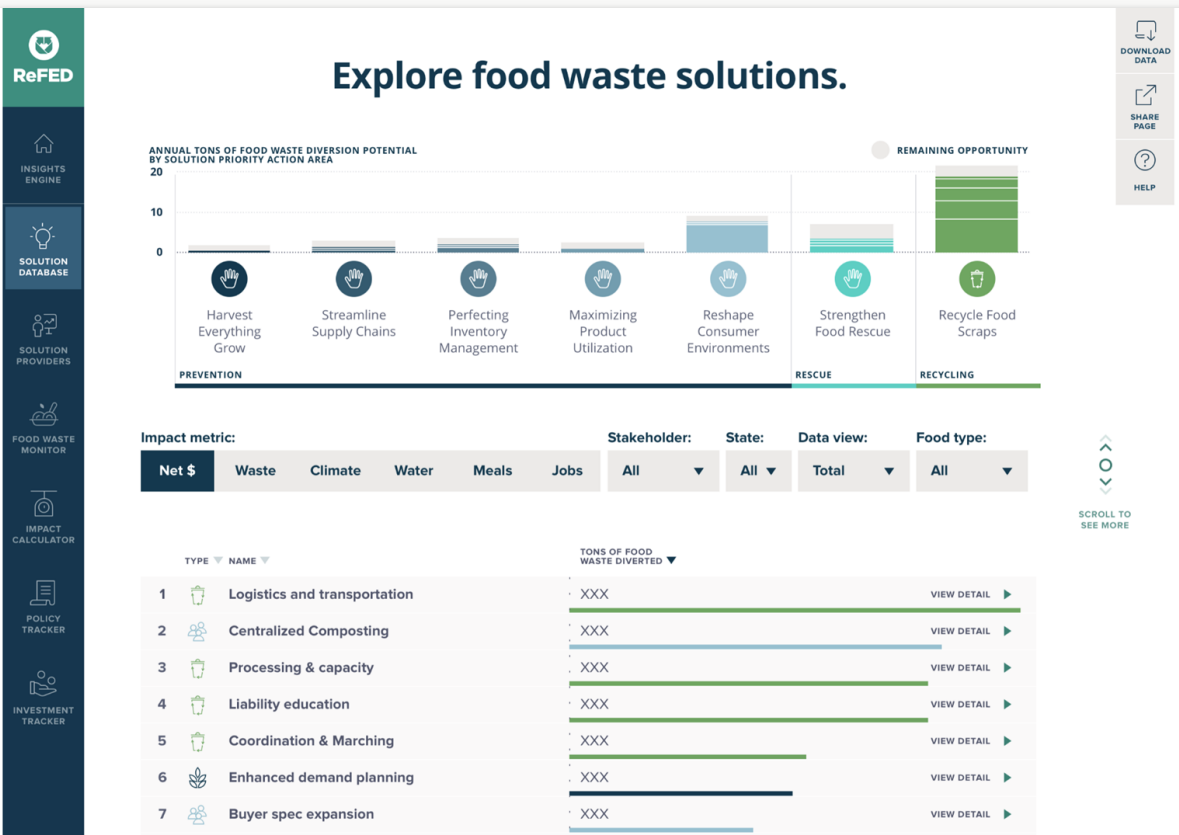 ReFED
INSIGHTS
ENGINE
SOLUTION
DATABASE
SOLUTION
PROVIDERS
FOOD WASTE
MONITOR
IMPACT
CALCULATOR
POLICY
TRACKER
INVESTMENT
TRACKER
Explore food waste solutions.
DOWNLOAD
DATA
SHARE
PAGE
?
HELP
ANNUAL TONS OF FOOD WASTE DIVERSION POTENTIAL
BY SOLUTION PRIORITY ACTION AREA
REMAINING OPPORTUNITY
20
10
0
Harvest
Everything
Grow
Streamline
Supply Chains
Perfecting
Inventory
Management
Maximizing
Product
Utilization
Reshape
Consumer
Environments
Strengthen
Food Rescue
Recycle Food
Scraps
PREVENTION
RESCUE
RECYCLING
Impact metric:
Net $ Waste Climate Water Meals Jobs
Stakeholder:
All
State:
All
Data view:
Total
Food type:
All
SCROLL TO
SEE MORE
TYPE NAME
TONS OF FOOD
WASTE DIVERTED
1 Logistics and transportation XXX VIEW DETAIL
2 Centralized Composting XXX VIEW DETAIL
3 Processing & capacity XXX VIEW DETAIL
4 Liability education XXX VIEW DETAIL
5 Coordination & Marching XXX VIEW DETAIL
6 Enhanced demand planning XXX VIEW DETAIL
7 Buyer spec expansion XXX VIEW DETAIL